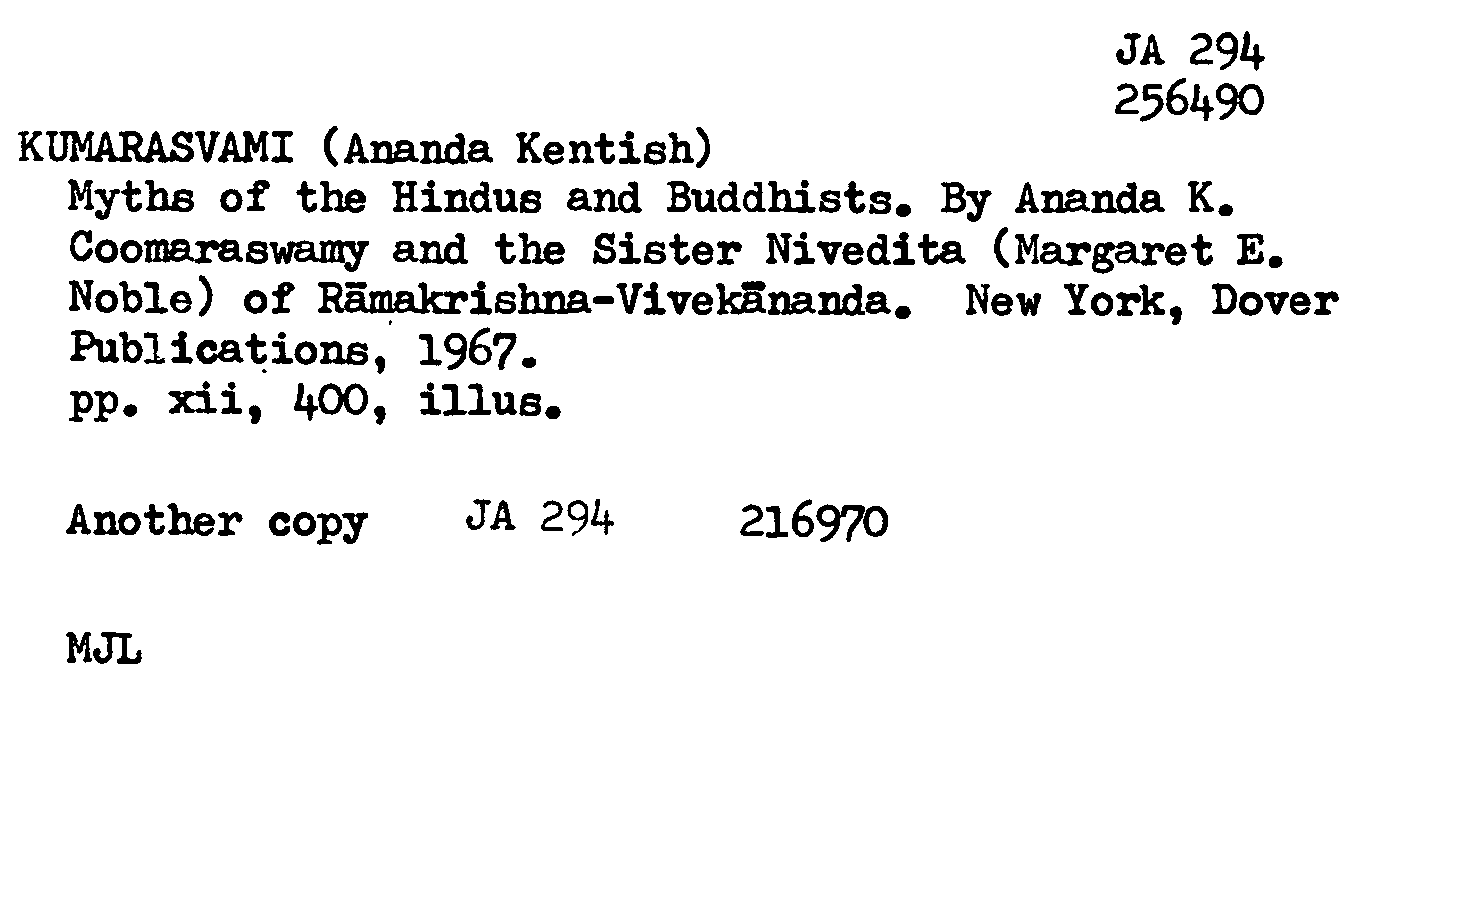 JA 294
256490
KUMARASVAMI (Ananda Kentish)
Myths of the Hindus and Buddhists. By Ananda K.
Coomaraswamy and the Sister Nivedita (Margaret E.
Noble) of Rāmakrishna-Vivekānanda. New York, Dover
Publications, 1967.
pp. xii, 400, illus.
Another copy JA 294 216970
MJL